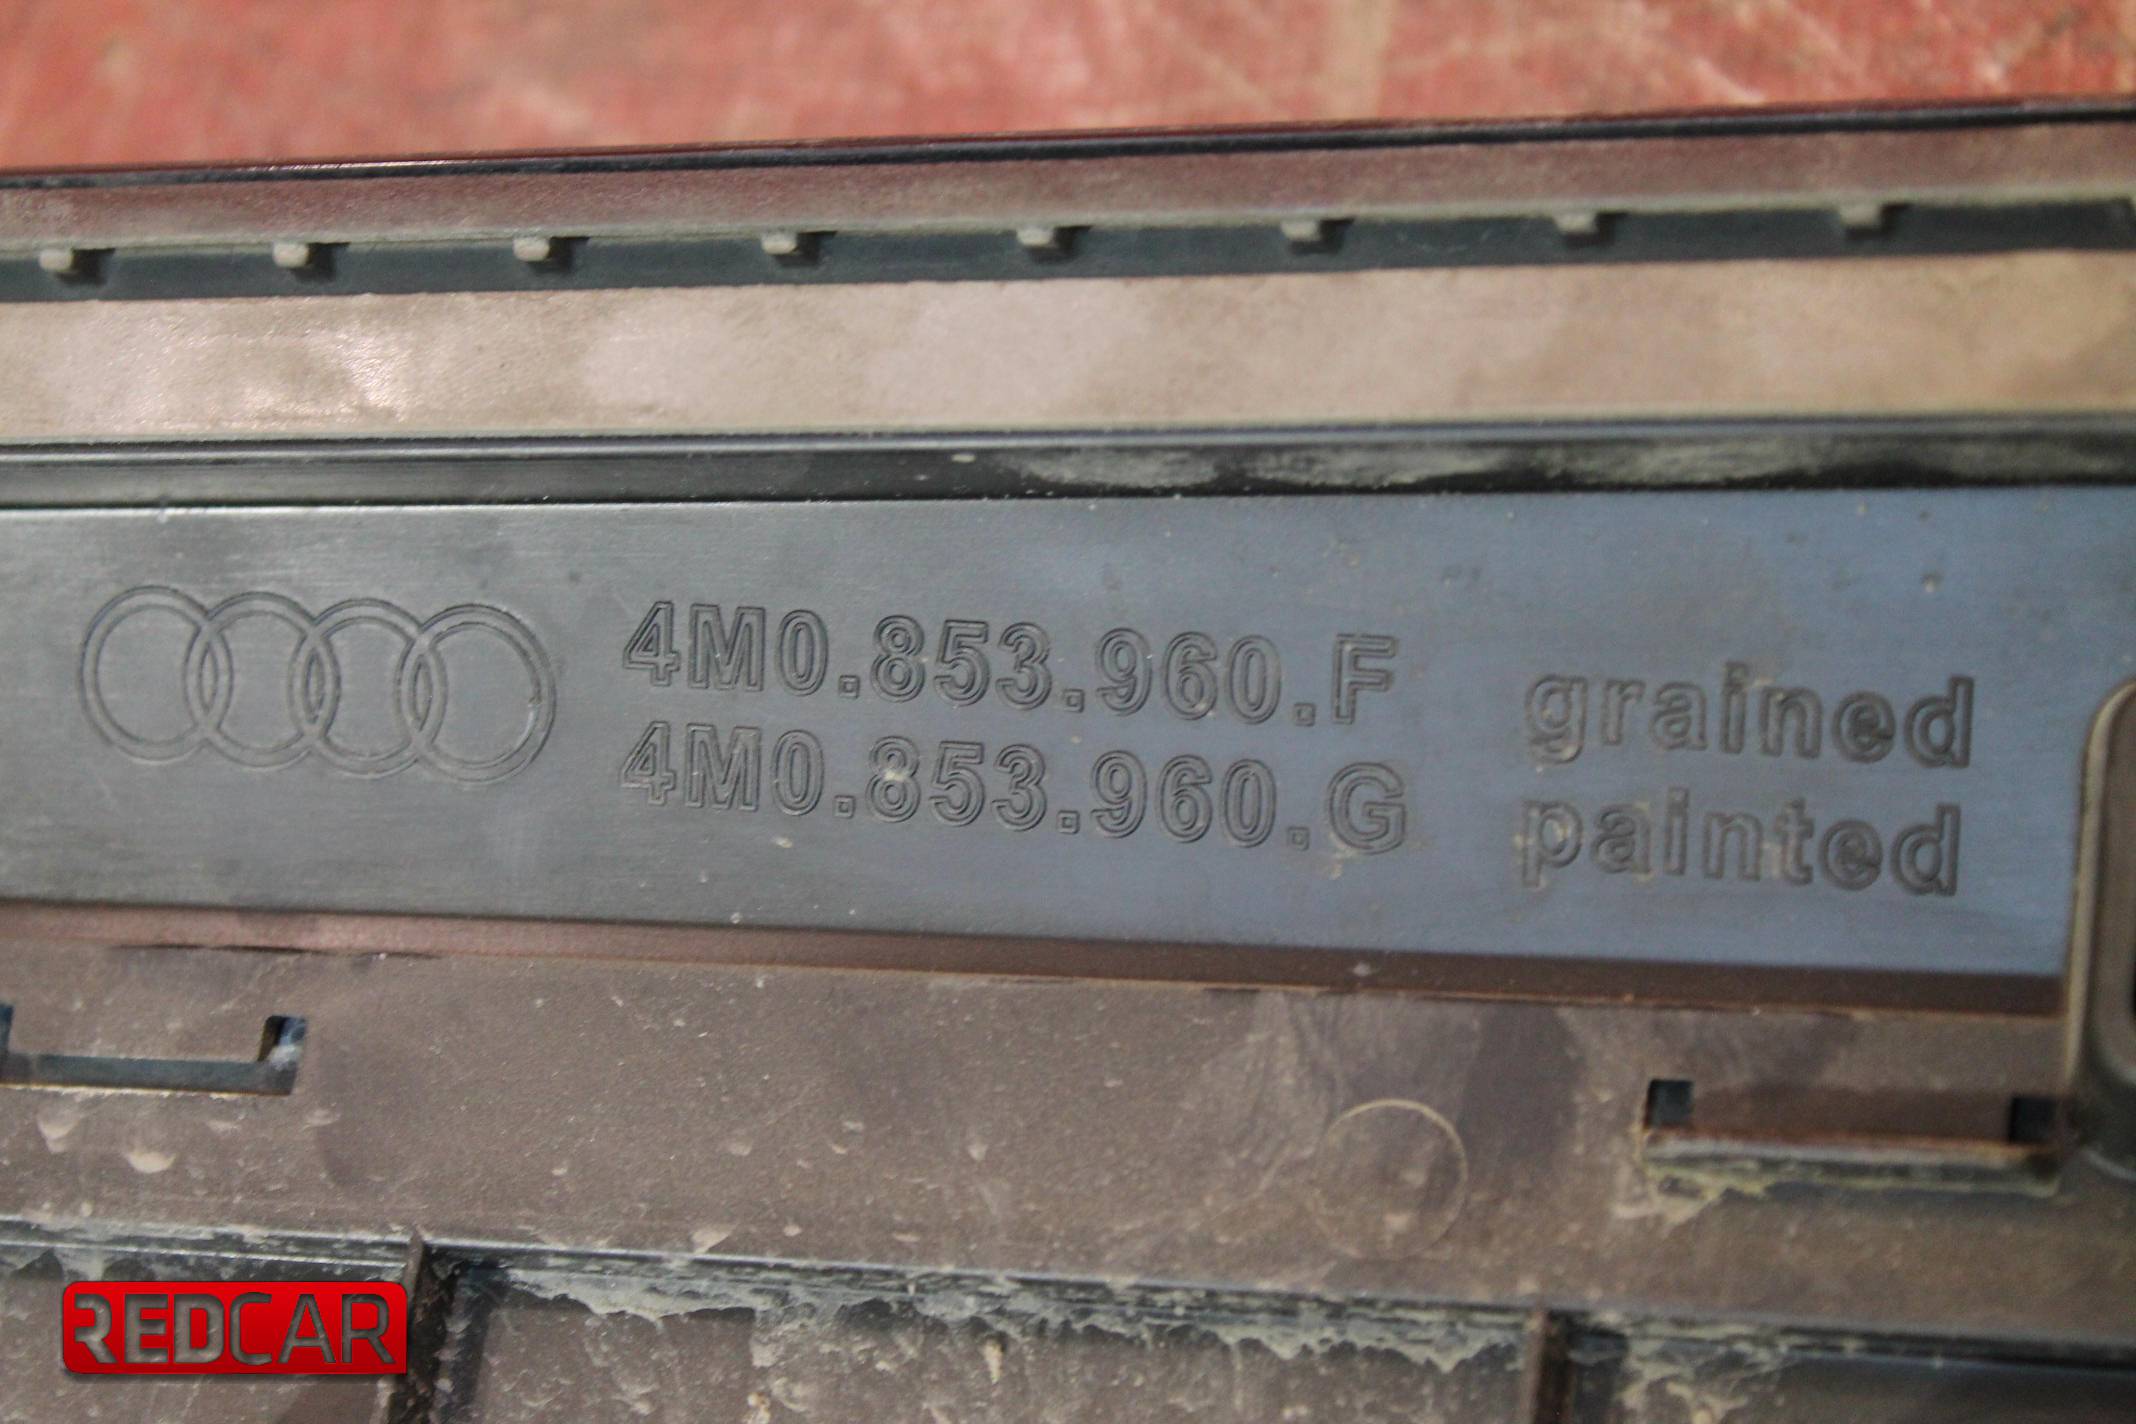 4M0.853.960.F grained
4M0.853.960.G painted
REDCAR